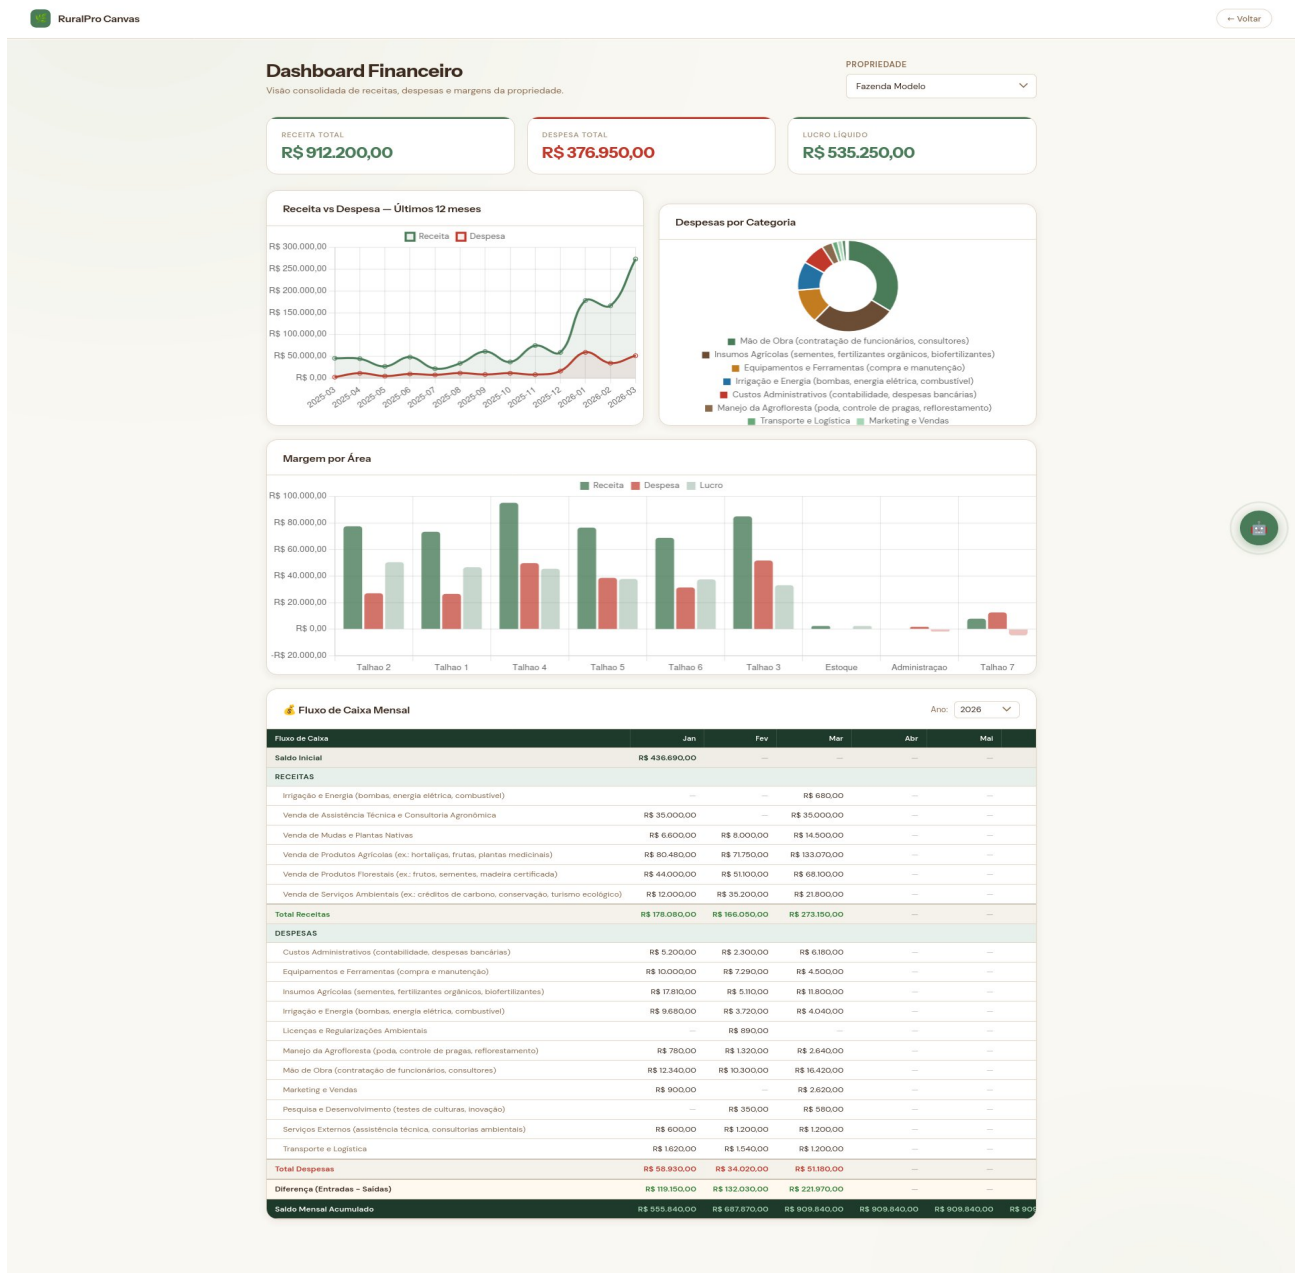 RuralPro Canvas
← Voltar
Dashboard Financeiro
Visão consolidada de receitas, despesas e margens da propriedade.
PROPRIEDADE
Fazenda Modelo
RECEITA TOTAL
R$ 912.200,00
DESPESA TOTAL
R$ 376.950,00
LUCRO LÍQUIDO
R$ 535.250,00
Receita vs Despesa — Últimos 12 meses
Receita Despesa
R$ 300.000,00
R$ 250.000,00
R$ 200.000,00
R$ 150.000,00
R$ 100.000,00
R$ 50.000,00
R$ 0,00
2025-03 2025-04 2025-05 2025-06 2025-07 2025-08 2025-09 2025-10 2025-11 2025-12 2026-01 2026-02 2026-03
Despesas por Categoria
Mão de Obra (contratação de funcionários, consultores)
Insumos Agrícolas (sementes, fertilizantes orgânicos, biofertilizantes)
Equipamentos e Ferramentas (compra e manutenção)
Irrigação e Energia (bombas, energia elétrica, combustível)
Custos Administrativos (contabilidade, despesas bancárias)
Manejo da Agrofloresta (poda, controle de pragas, reflorestamento)
Transporte e Logística Marketing e Vendas
Margem por Área
Receita Despesa Lucro
R$ 100.000,00
R$ 80.000,00
R$ 60.000,00
R$ 40.000,00
R$ 20.000,00
R$ 0,00
-R$ 20.000,00
Talhao 2 Talhao 1 Talhao 4 Talhao 5 Talhao 6 Talhao 3 Estoque Administraçao Talhao 7
Fluxo de Caixa Mensal
Ano: 2026
Fluxo de Caixa Jan Fev Mar Abr Mai
Saldo Inicial R$ 436.690,00 — — — —
RECEITAS
Irrigação e Energia (bombas, energia elétrica, combustível) — — R$ 680,00 — —
Venda de Assistência Técnica e Consultoria Agronômica R$ 35.000,00 — R$ 35.000,00 — —
Venda de Mudas e Plantas Nativas R$ 6.600,00 R$ 8.000,00 R$ 14.500,00 — —
Venda de Produtos Agrícolas (ex.: hortaliças, frutas, plantas medicinais) R$ 80.480,00 R$ 71.750,00 R$ 133.070,00 — —
Venda de Produtos Florestais (ex.: frutos, sementes, madeira certificada) R$ 44.000,00 R$ 51.100,00 R$ 68.100,00 — —
Venda de Serviços Ambientais (ex.: créditos de carbono, conservação, turismo ecológico) R$ 12.000,00 R$ 35.200,00 R$ 21.800,00 — —
Total Receitas R$ 178.080,00 R$ 166.050,00 R$ 273.150,00 — —
DESPESAS
Custos Administrativos (contabilidade, despesas bancárias) R$ 5.200,00 R$ 2.300,00 R$ 6.180,00 — —
Equipamentos e Ferramentas (compra e manutenção) R$ 10.000,00 R$ 7.290,00 R$ 4.500,00 — —
Insumos Agrícolas (sementes, fertilizantes orgânicos, biofertilizantes) R$ 17.810,00 R$ 5.110,00 R$ 11.800,00 — —
Irrigação e Energia (bombas, energia elétrica, combustível) R$ 9.680,00 R$ 3.720,00 R$ 4.040,00 — —
Licenças e Regularizações Ambientais — R$ 890,00 — — —
Manejo da Agrofloresta (poda, controle de pragas, reflorestamento) R$ 780,00 R$ 1.320,00 R$ 2.640,00 — —
Mão de Obra (contratação de funcionários, consultores) R$ 12.340,00 R$ 10.300,00 R$ 16.420,00 — —
Marketing e Vendas R$ 900,00 — R$ 2.620,00 — —
Pesquisa e Desenvolvimento (testes de culturas, inovação) — R$ 350,00 R$ 580,00 — —
Serviços Externos (assistência técnica, consultorias ambientais) R$ 600,00 R$ 1.200,00 R$ 1.200,00 — —
Transporte e Logística R$ 1.620,00 R$ 1.540,00 R$ 1.200,00 — —
Total Despesas R$ 58.930,00 R$ 34.020,00 R$ 51.180,00 — —
Diferença (Entradas - Saídas) R$ 119.150,00 R$ 132.030,00 R$ 221.970,00 — —
Saldo Mensal Acumulado R$ 555.840,00 R$ 687.870,00 R$ 909.840,00 R$ 909.840,00 R$ 909.840,00 R$ 909